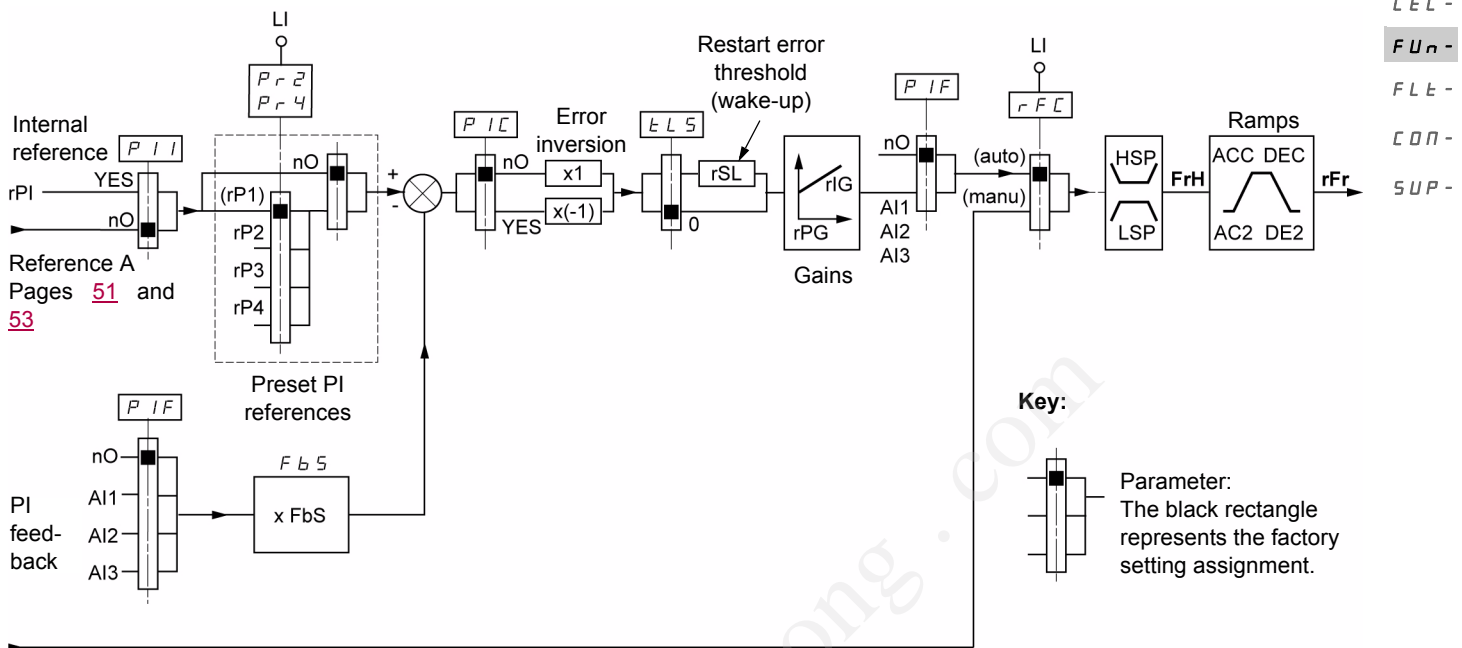 LI
Pr2
Pr4
Internal
reference
PII
YES
rPI
nO
Reference A
Pages 51 and
53
nO
(rP1)
rP2
rP3
rP4
Preset PI
references
+
-
PIC
nO
YES
Error
inversion
x1
x(-1)
tLS
0
Restart error
threshold
(wake-up)
rSL
rIG
rPG
Gains
PIF
nO
AI1
AI2
AI3
LI
rFC
(auto)
(manu)
HSP
LSP
FrH
Ramps
ACC DEC
AC2 DE2
rFr
LtC-
FUn-
FLt-
COM-
SUP-
PIF
nO
AI1
AI2
AI3
PI
feed-
back
FbS
x FbS
Key:
Parameter:
The black rectangle
represents the factory
setting assignment.